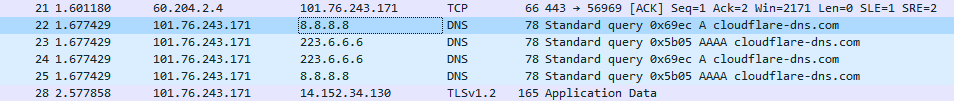 21 1.601180 60.204.2.4 101.76.243.171 TCP 66 443 → 56969 [ACK] Seq=1 Ack=2 Win=2171 Len=0 SLE=1 SRE=2
22 1.677429 101.76.243.171 8.8.8.8 DNS 78 Standard query 0x69ec A cloudflare-dns.com
23 1.677429 101.76.243.171 223.6.6.6 DNS 78 Standard query 0x5b05 AAAA cloudflare-dns.com
24 1.677429 101.76.243.171 223.6.6.6 DNS 78 Standard query 0x69ec A cloudflare-dns.com
25 1.677429 101.76.243.171 8.8.8.8 DNS 78 Standard query 0x5b05 AAAA cloudflare-dns.com
28 2.577858 101.76.243.171 14.152.34.130 TLSv1.2 165 Application Data